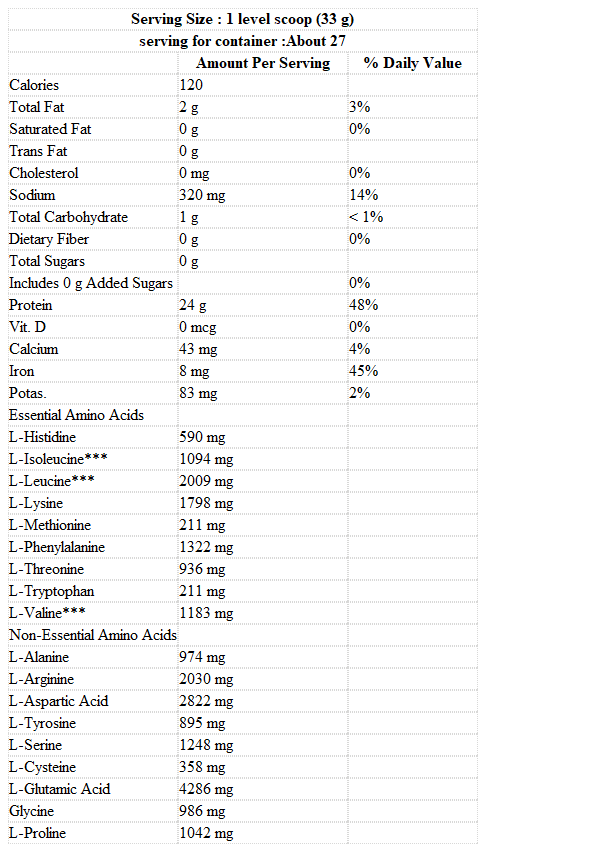 Serving Size : 1 level scoop (33 g)
serving for container :About 27
Amount Per Serving % Daily Value
Calories 120
Total Fat 2 g 3%
Saturated Fat 0 g 0%
Trans Fat 0 g
Cholesterol 0 mg 0%
Sodium 320 mg 14%
Total Carbohydrate 1 g < 1%
Dietary Fiber 0 g 0%
Total Sugars 0 g
Includes 0 g Added Sugars 0%
Protein 24 g 48%
Vit. D 0 mcg 0%
Calcium 43 mg 4%
Iron 8 mg 45%
Potas. 83 mg 2%
Essential Amino Acids
L-Histidine 590 mg
L-Isoleucine*** 1094 mg
L-Leucine*** 2009 mg
L-Lysine 1798 mg
L-Methionine 211 mg
L-Phenylalanine 1322 mg
L-Threonine 936 mg
L-Tryptophan 211 mg
L-Valine*** 1183 mg
Non-Essential Amino Acids
L-Alanine 974 mg
L-Arginine 2030 mg
L-Aspartic Acid 2822 mg
L-Tyrosine 895 mg
L-Serine 1248 mg
L-Cysteine 358 mg
L-Glutamic Acid 4286 mg
Glycine 986 mg
L-Proline 1042 mg